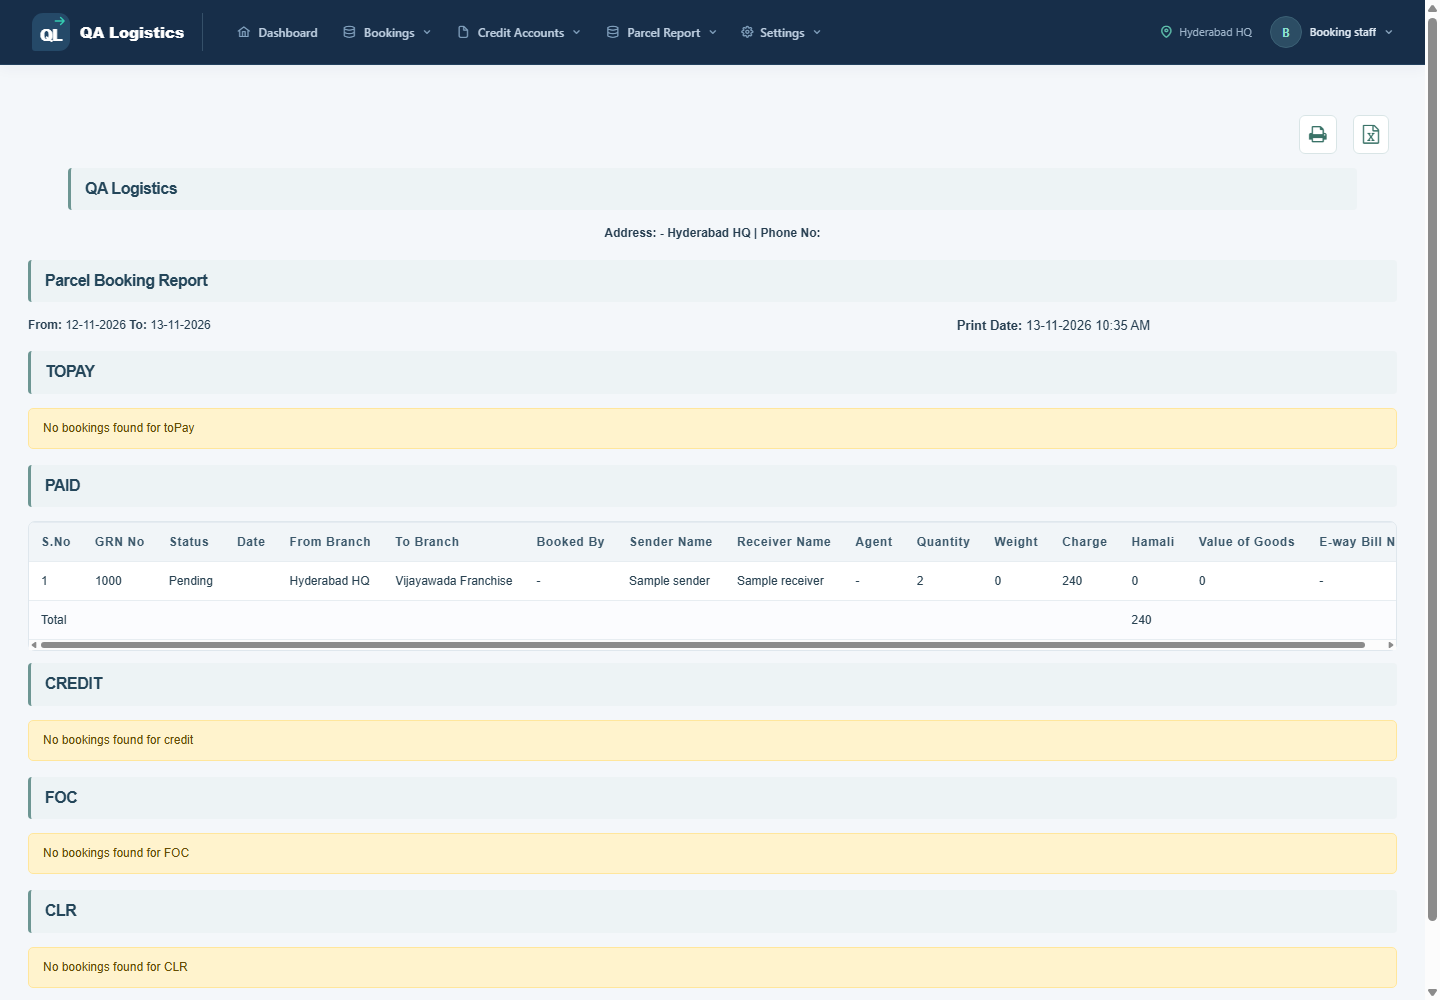 QL QA Logistics Dashboard Bookings Credit Accounts Parcel Report Settings Hyderabad HQ B Booking staff
QA Logistics
Address: - Hyderabad HQ | Phone No:
Parcel Booking Report
From: 12-11-2026 To: 13-11-2026 Print Date: 13-11-2026 10:35 AM
TOPAY
No bookings found for toPay
PAID
S.No GRN No Status Date From Branch To Branch Booked By Sender Name Receiver Name Agent Quantity Weight Charge Hamali Value of Goods E-way Bill N
1 1000 Pending Hyderabad HQ Vijayawada Franchise - Sample sender Sample receiver - 2 0 240 0 0 -
Total 240
CREDIT
No bookings found for credit
FOC
No bookings found for FOC
CLR
No bookings found for CLR